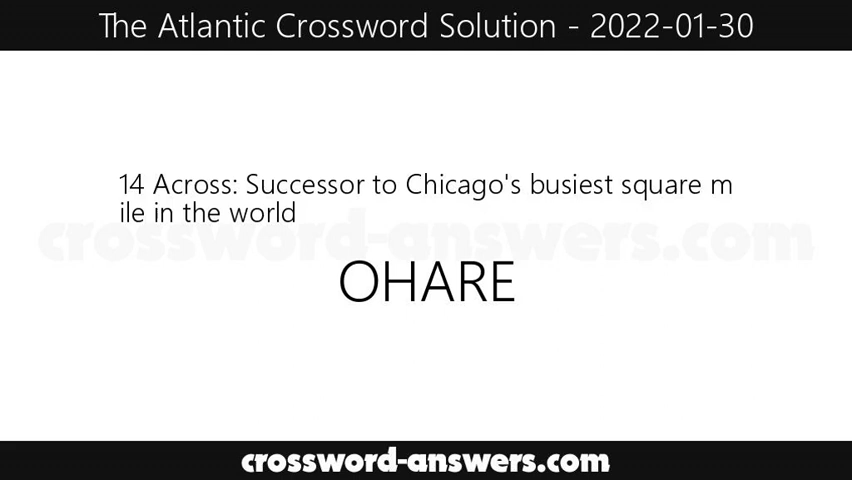 The Atlantic Crossword Solution - 2022-01-30
14 Across: Successor to Chicago's busiest square m
ile in the world
crossword-answers.com
OHARE
crossword-answers.com